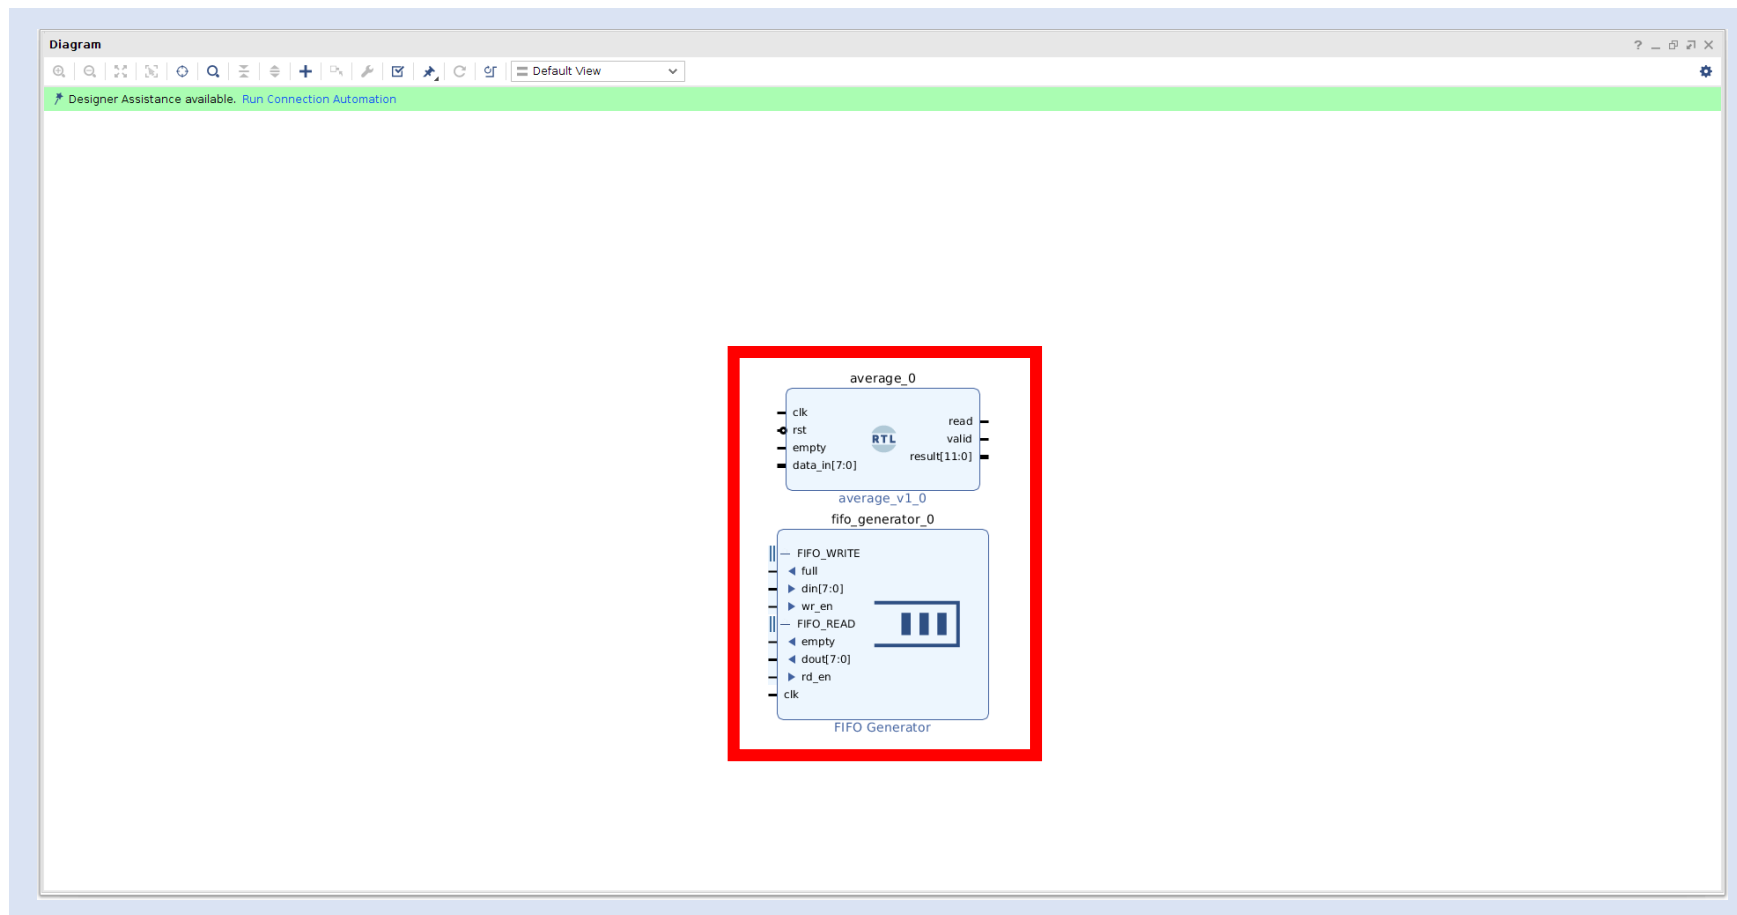 Diagram
Default View
Designer Assistance available. Run Connection Automation
average_0
clk
rst
empty
data_in[7:0]
RTL
read
valid
result[11:0]
average_v1_0
fifo_generator_0
FIFO_WRITE
full
din[7:0]
wr_en
FIFO_READ
empty
dout[7:0]
rd_en
clk
FIFO Generator